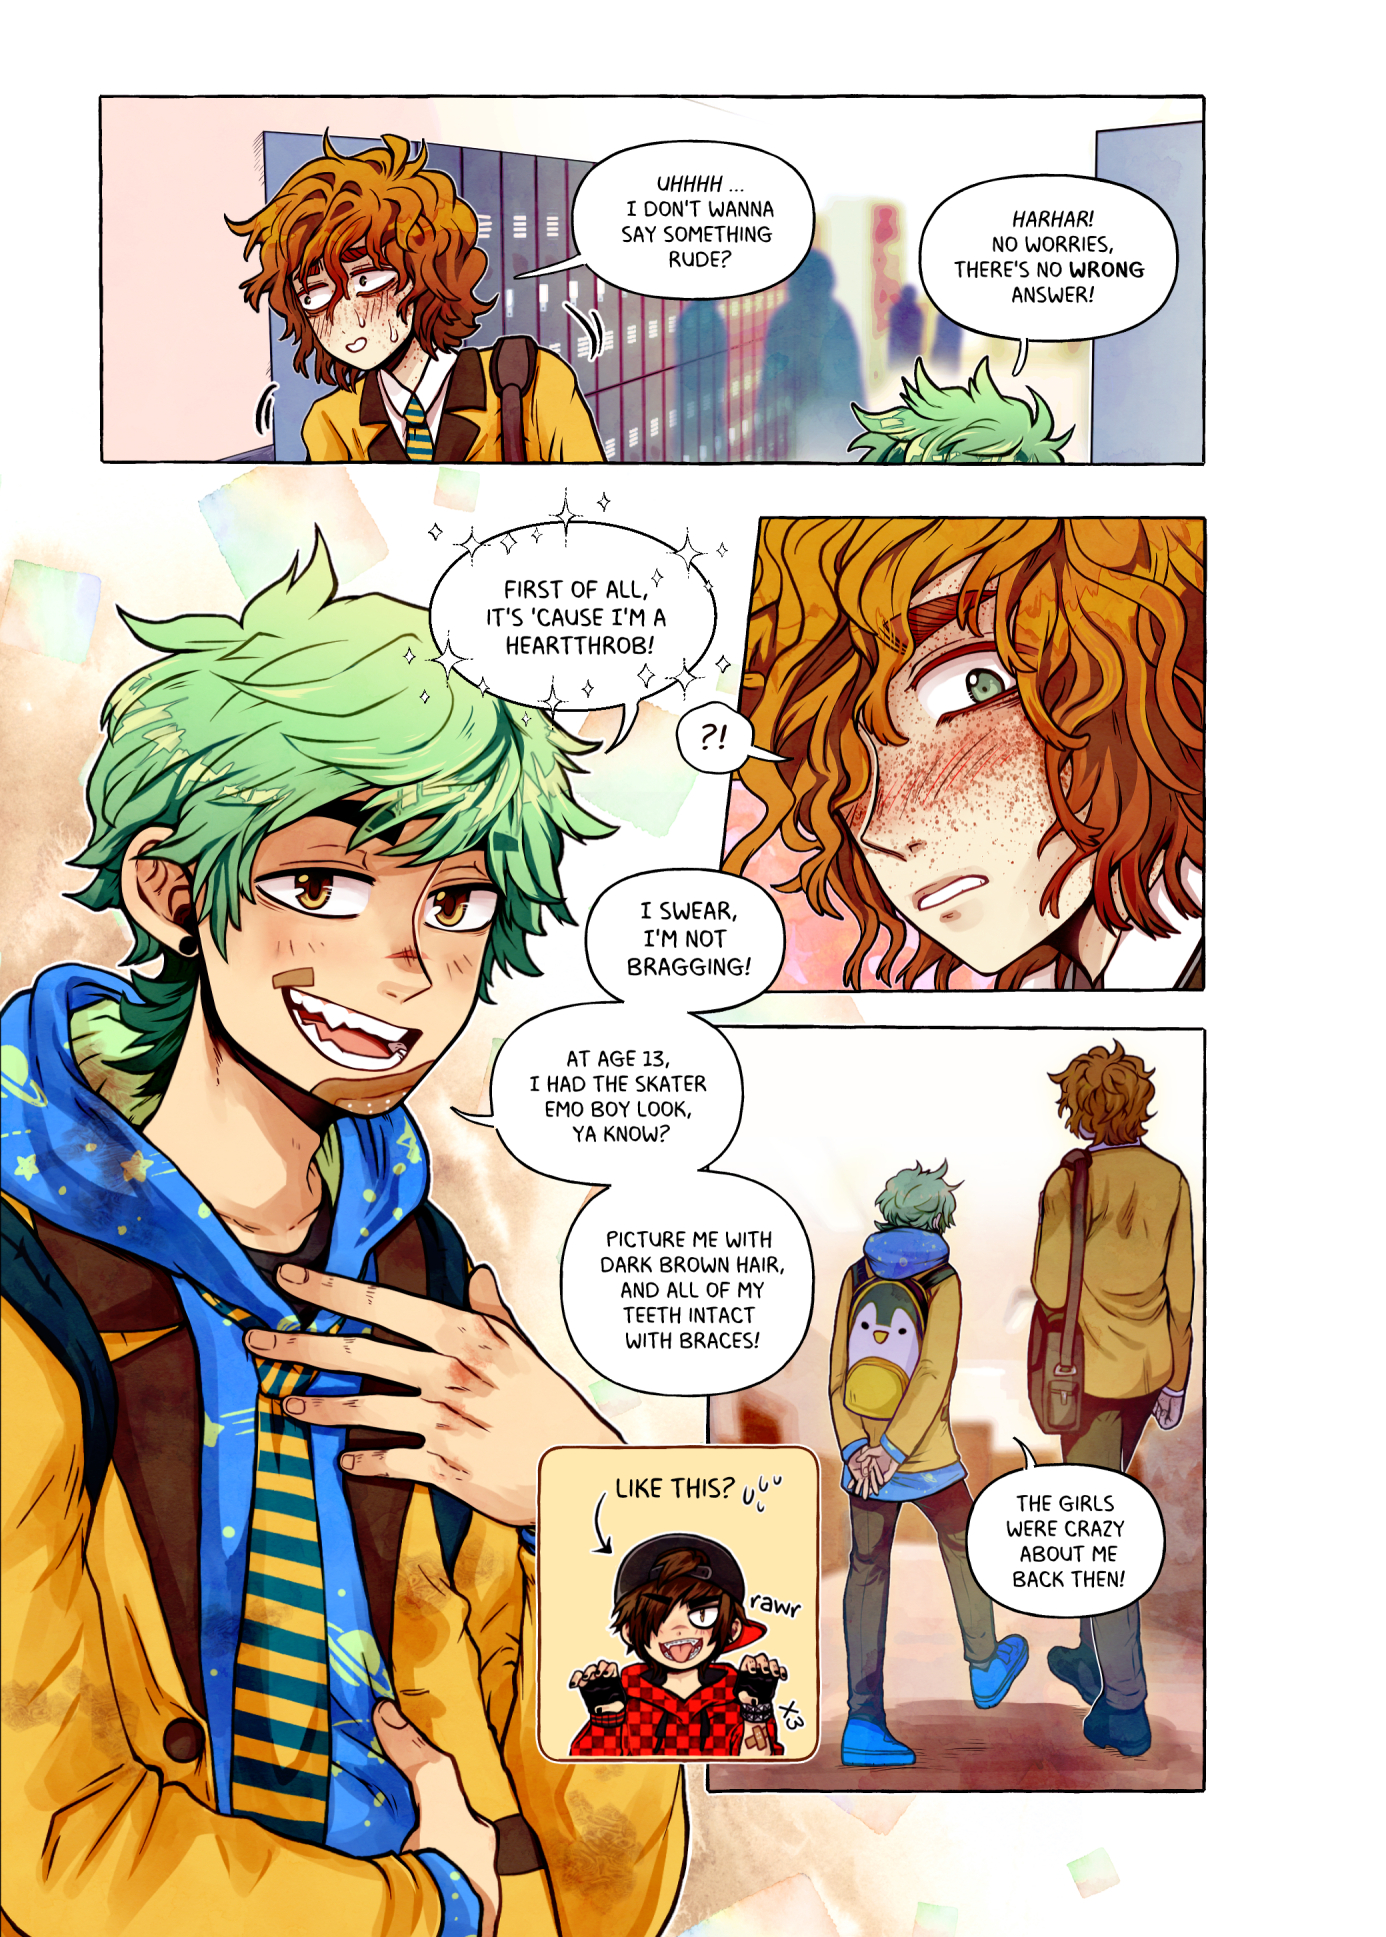 UHHHH ...
I DON'T WANNA
SAY SOMETHING
RUDE?
HARHAR!
NO WORRIES,
THERE'S NO WRONG
ANSWER!
FIRST OF ALL,
IT'S 'CAUSE I'M A
HEARTTHROB!
?!
I SWEAR,
I'M NOT
BRAGGING!
AT AGE 13,
I HAD THE SKATER
EMO BOY LOOK,
YA KNOW?
PICTURE ME WITH
DARK BROWN HAIR,
AND ALL OF MY
TEETH INTACT
WITH BRACES!
LIKE THIS?
rawr
x3
THE GIRLS
WERE CRAZY
ABOUT ME
BACK THEN!